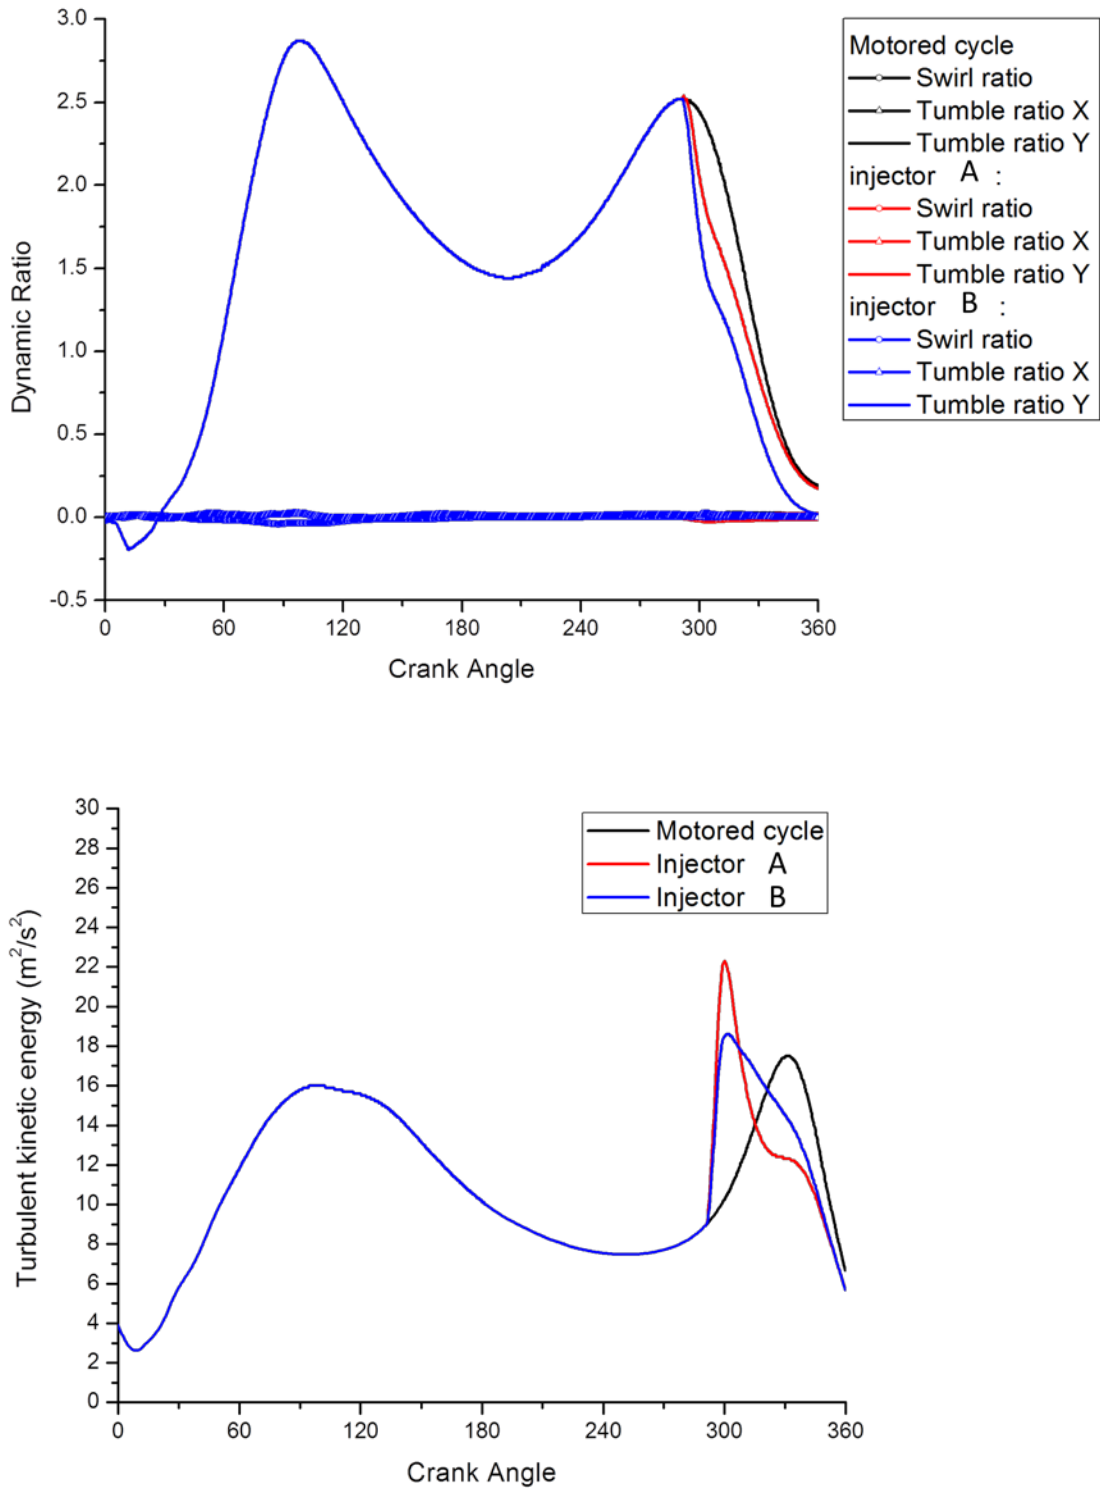 3.0
2.5
2.0
1.5
1.0
0.5
0.0
-0.5
Dynamic Ratio
0 60 120 180 240 300 360
Crank Angle
Motored cycle
Swirl ratio
Tumble ratio X
Tumble ratio Y
injector A :
Swirl ratio
Tumble ratio X
Tumble ratio Y
injector B :
Swirl ratio
Tumble ratio X
Tumble ratio Y
30
28
26
24
22
20
18
16
14
12
10
8
6
4
2
0
Turbulent kinetic energy (m²/s²)
0 60 120 180 240 300 360
Crank Angle
Motored cycle
Injector A
Injector B